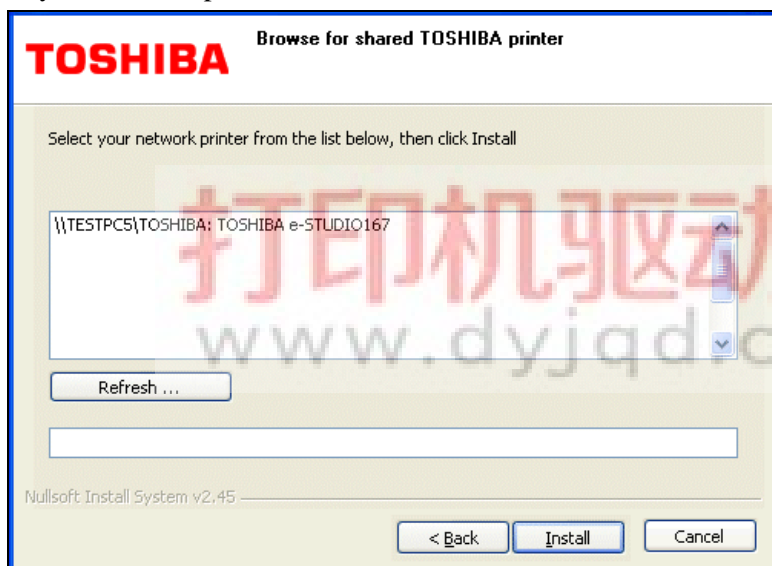 TOSHIBA
Browse for shared TOSHIBA printer
Select your network printer from the list below, then click Install
\\TESTPC5\TOSHIBA: TOSHIBA e-STUDIO167
打印机驱动
www.dyjqd.c
Refresh ...
Nullsoft Install System v2.45
< Back
Install
Cancel